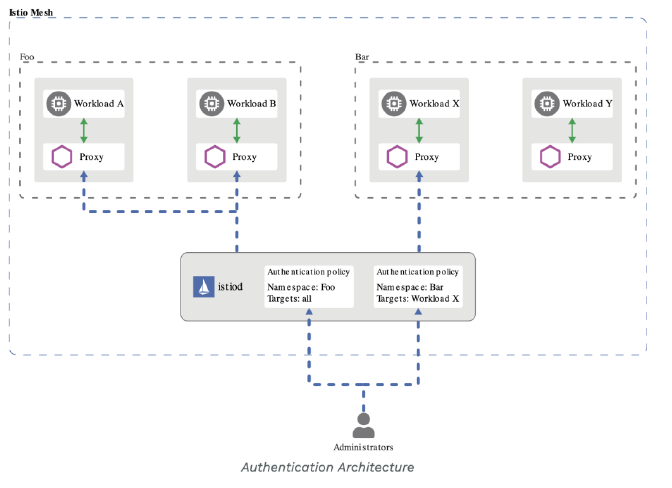 Istio Mesh
Foo
Bar
Workload A
Workload B
Workload X
Workload Y
Proxy
Proxy
Proxy
Proxy
istiod
Authentication policy
Namespace: Foo
Targets: all
Authentication policy
Namespace: Bar
Targets: Workload X
Administrators
Authentication Architecture